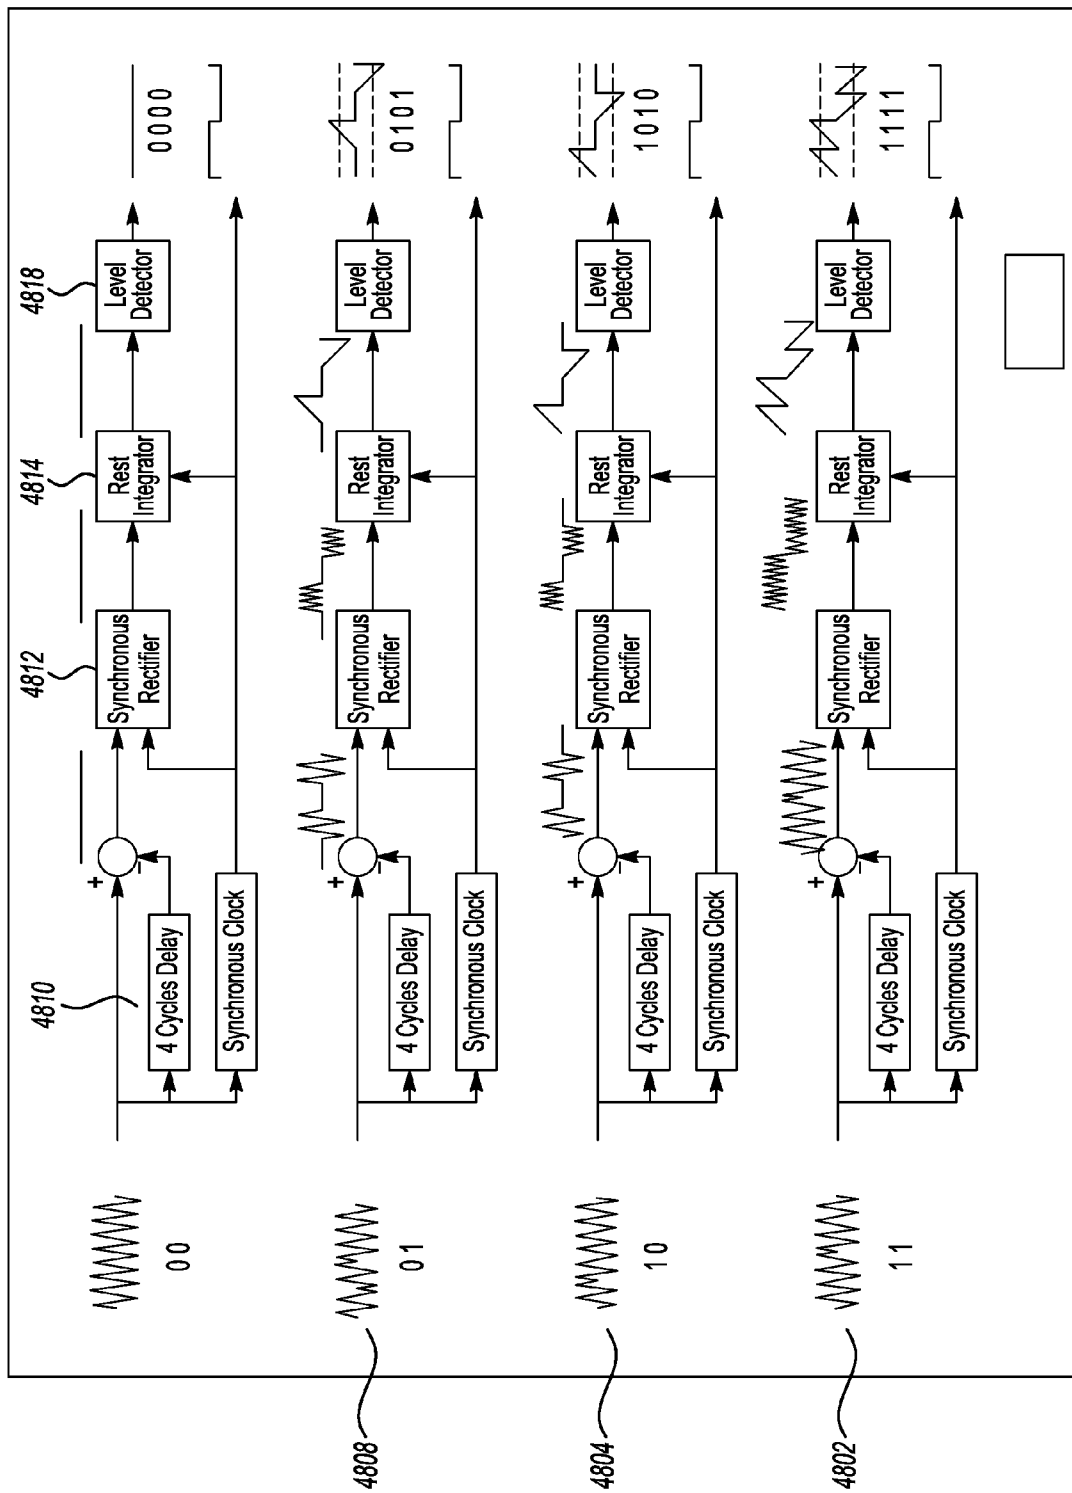 4818
4814
4812
4810
+
−
4 Cycles Delay
Synchronous Clock
Synchronous Rectifier
Rest Integrator
Level Detector
0 0
0 0 0 0
4808
+
−
4 Cycles Delay
Synchronous Clock
Synchronous Rectifier
Rest Integrator
Level Detector
0 1
0 1 0 1
4804
+
−
4 Cycles Delay
Synchronous Clock
Synchronous Rectifier
Rest Integrator
Level Detector
1 0
1 0 1 0
4802
+
−
4 Cycles Delay
Synchronous Clock
Synchronous Rectifier
Rest Integrator
Level Detector
1 1
1 1 1 1